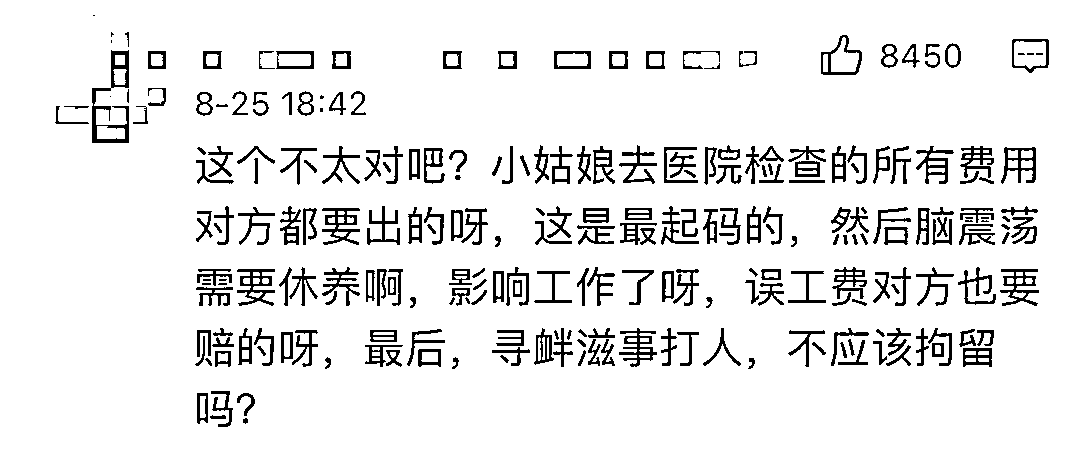 8450
8-25 18:42
这个不太对吧？小姑娘去医院检查的所有费用
对方都要出的呀，这是最起码的，然后脑震荡
需要休养啊，影响工作了呀，误工费对方也要
赔的呀，最后，寻衅滋事打人，不应该拘留
吗？